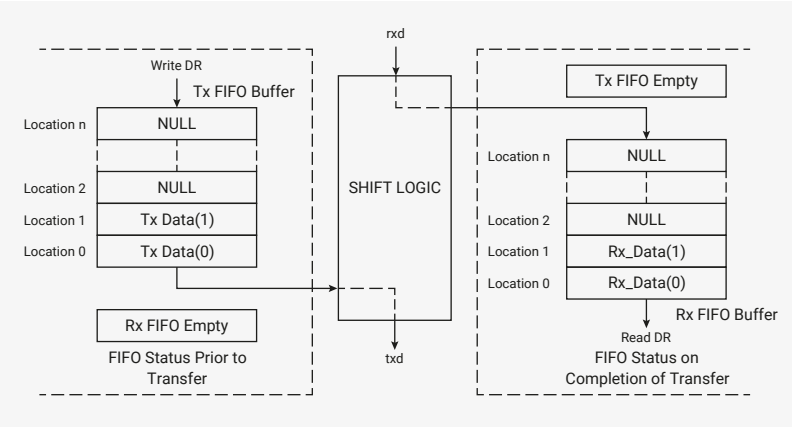 Write DR
Tx FIFO Buffer
Location n
NULL
Location 2
NULL
Location 1
Tx Data(1)
Location 0
Tx Data(0)
Rx FIFO Empty
FIFO Status Prior to
Transfer
rxd
SHIFT LOGIC
txd
Tx FIFO Empty
Location n
NULL
Location 2
NULL
Location 1
Rx_Data(1)
Location 0
Rx_Data(0)
Rx FIFO Buffer
Read DR
FIFO Status on
Completion of Transfer